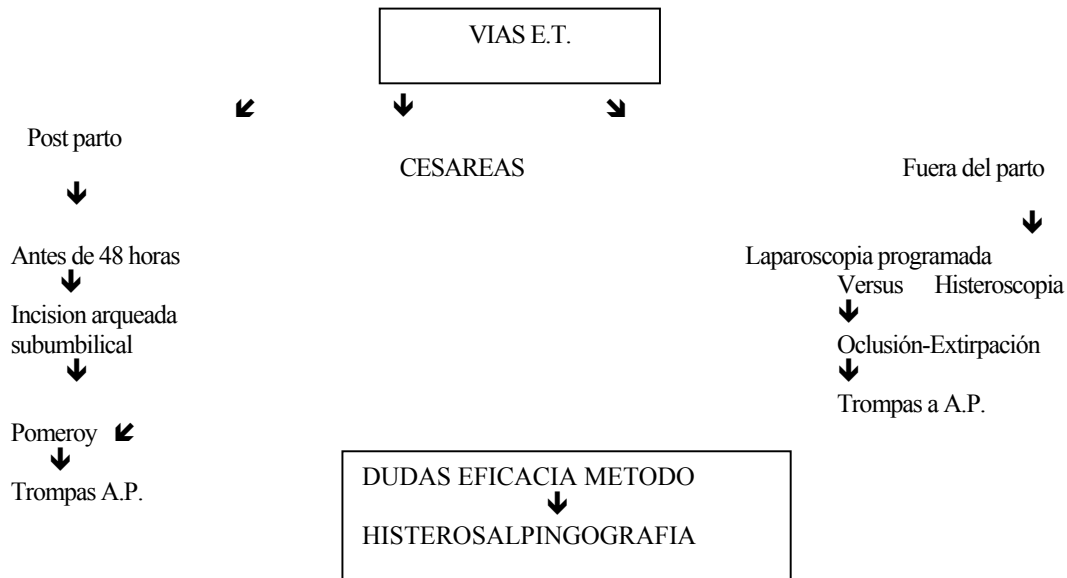 VIAS E.T.
Post parto
CESAREAS
Fuera del parto
Antes de 48 horas
Incision arqueada
subumbilical
Pomeroy
Trompas A.P.
Laparoscopia programada
Versus Histeroscopia
Oclusión-Extirpación
Trompas a A.P.
DUDAS EFICACIA METODO
HISTEROSALPINGOGRAFIA